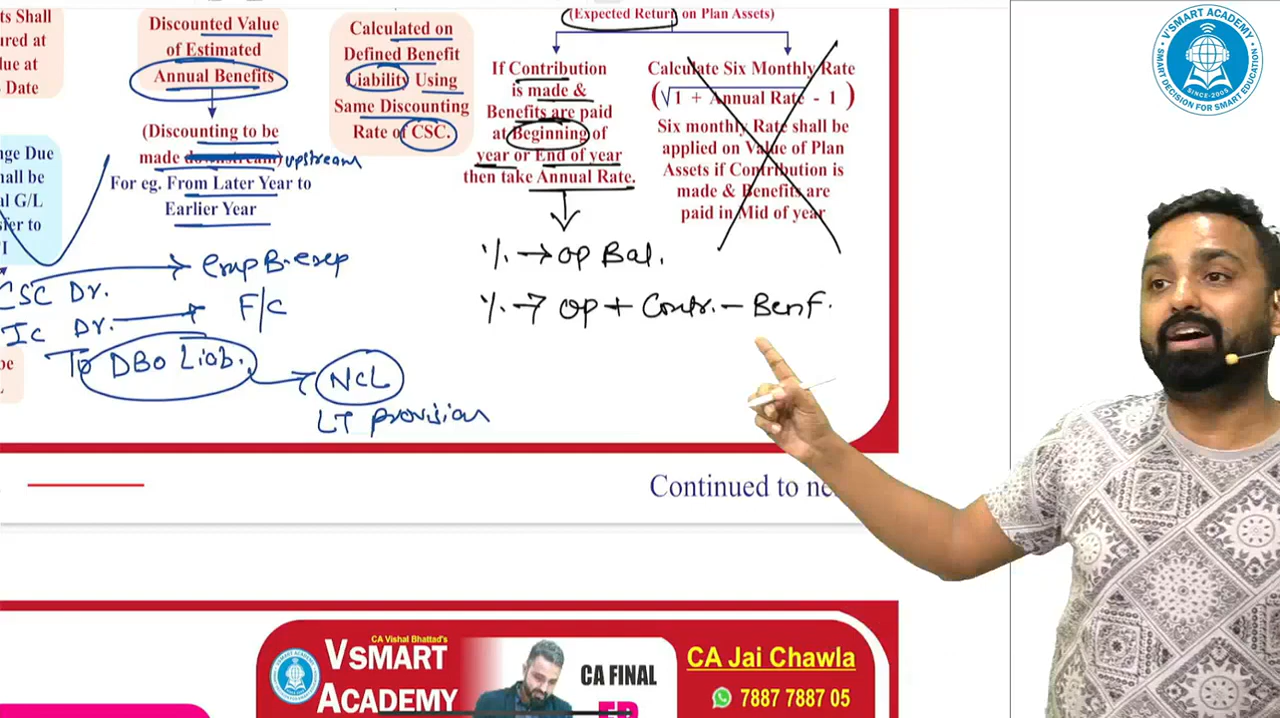 ts Shall
ured at
lue at
Date
nge Due
hall be
al G/L
sfer to
Discounted Value
of Estimated
Annual Benefits
(Discounting to be
made downstream) upstream
For eg. From Later Year to
Earlier Year
Calculated on
Defined Benefit
Liability Using
Same Discounting
Rate of CSC.
(Expected Return on Plan Assets)
If Contribution
is made &
Benefits are paid
at Beginning of
year or End of year
then take Annual Rate.
Calculate Six Monthly Rate
(√1 + Annual Rate - 1 )
Six monthly Rate shall be
applied on Value of Plan
Assets if Contribution is
made & Benefits are
paid in Mid of year
% → op Bal.
% → op + Contr. - Benf.
CSC Dr. → emp B. exep
IC Dr. → F/C
To DBO Liab. → NCL
LT provision
Continued to ne
CA Vishal Bhattad's
VSMART
ACADEMY
CA FINAL
FR
CA Jai Chawla
7887 7887 05
V'SMART ACADEMY
SINCE-2005
SMART DECISION FOR SMART EDUCATION